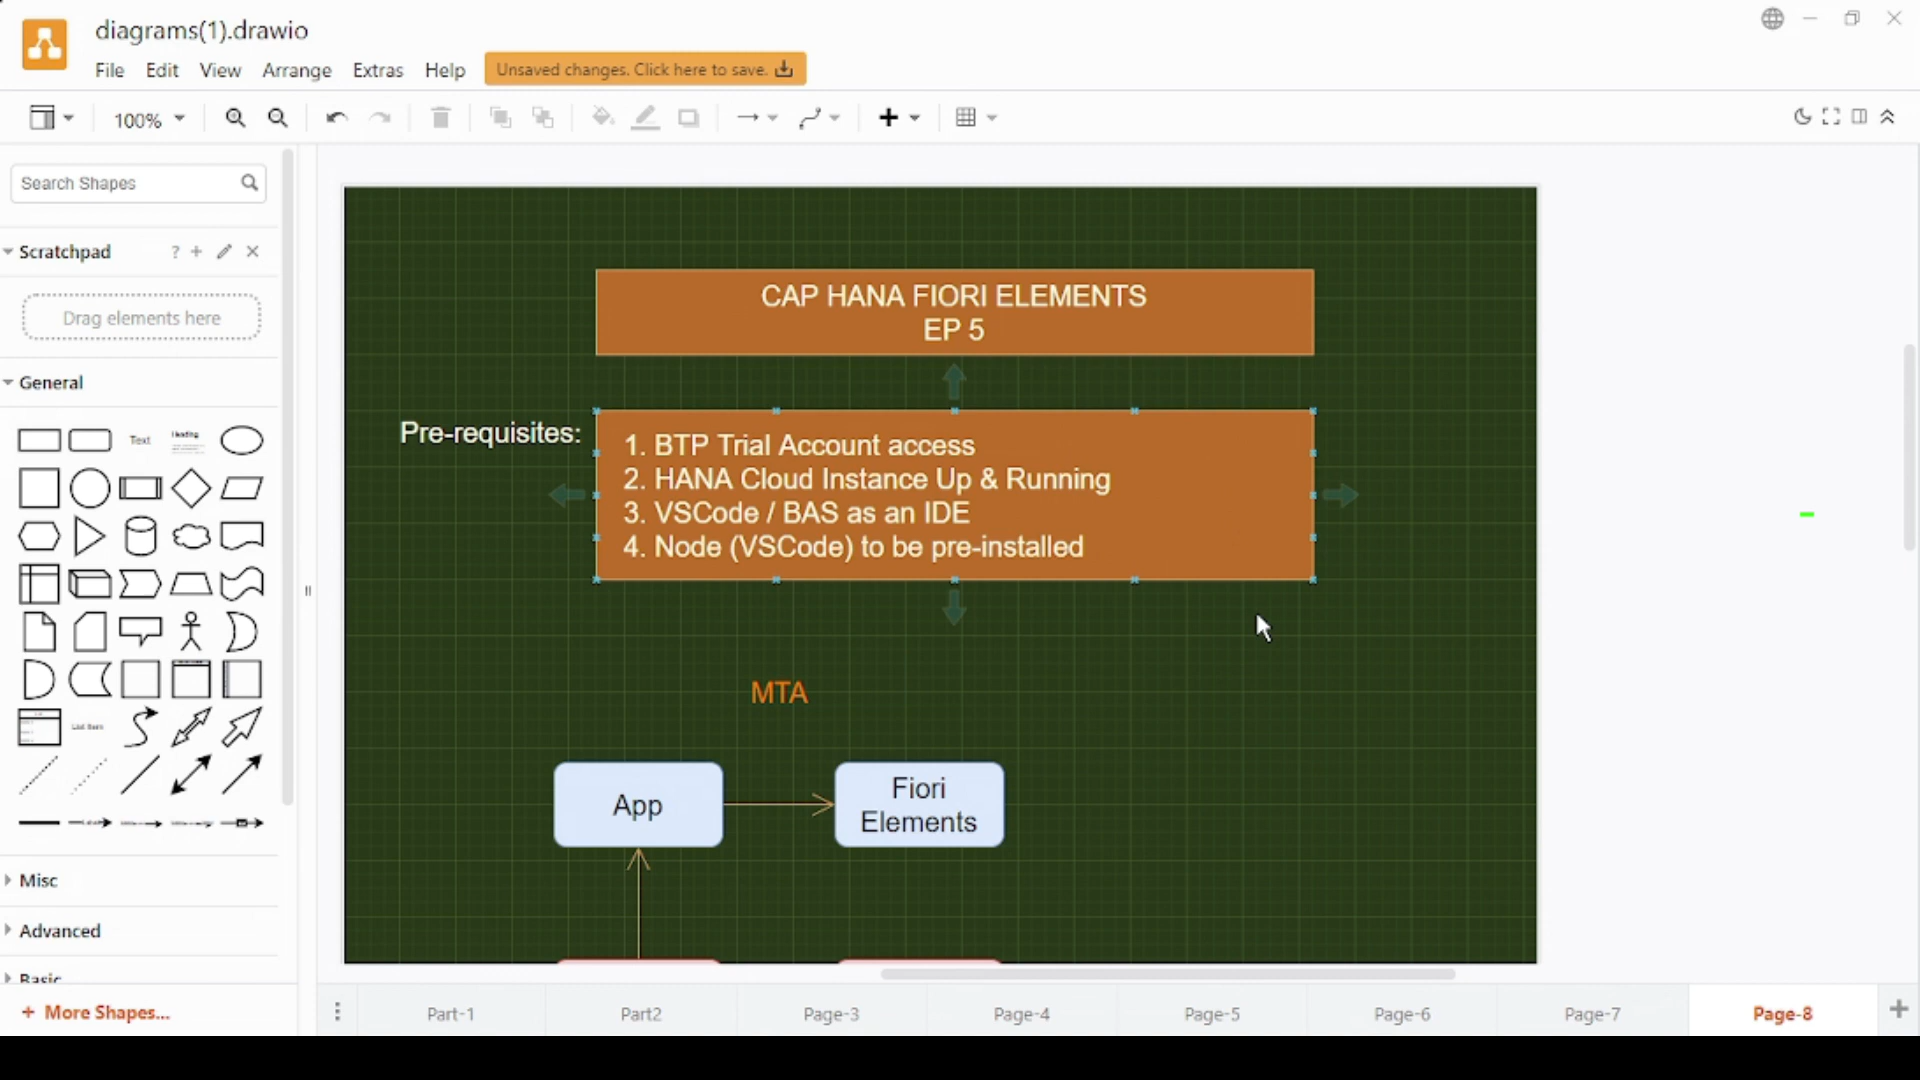 diagrams(1).drawio
File Edit View Arrange Extras Help Unsaved changes. Click here to save.
100%
Search Shapes
Scratchpad ?
Drag elements here
General
Text Heading
List Item
Misc
Advanced
Basic
+ More Shapes...
CAP HANA FIORI ELEMENTS
EP 5
Pre-requisites:
1. BTP Trial Account access
2. HANA Cloud Instance Up & Running
3. VSCode / BAS as an IDE
4. Node (VSCode) to be pre-installed
MTA
App
Fiori
Elements
Part-1 Part2 Page-3 Page-4 Page-5 Page-6 Page-7 Page-8